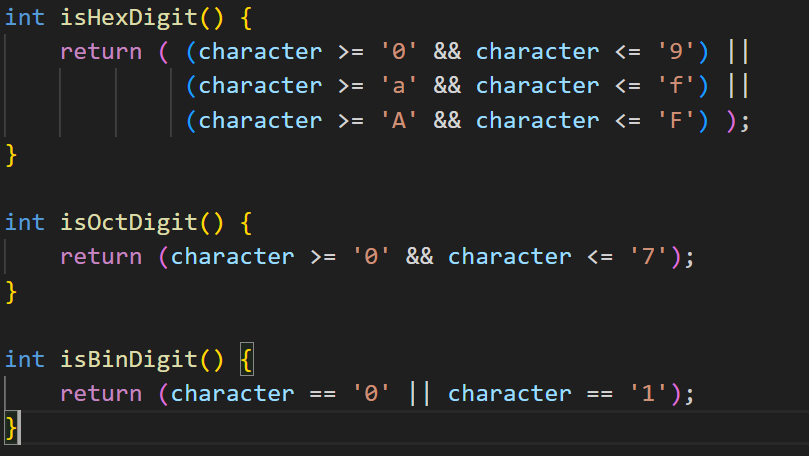 int isHexDigit() {
    return ( (character >= '0' && character <= '9') ||
             (character >= 'a' && character <= 'f') ||
             (character >= 'A' && character <= 'F') );
}

int isOctDigit() {
    return (character >= '0' && character <= '7');
}

int isBinDigit() {
    return (character == '0' || character == '1');
}